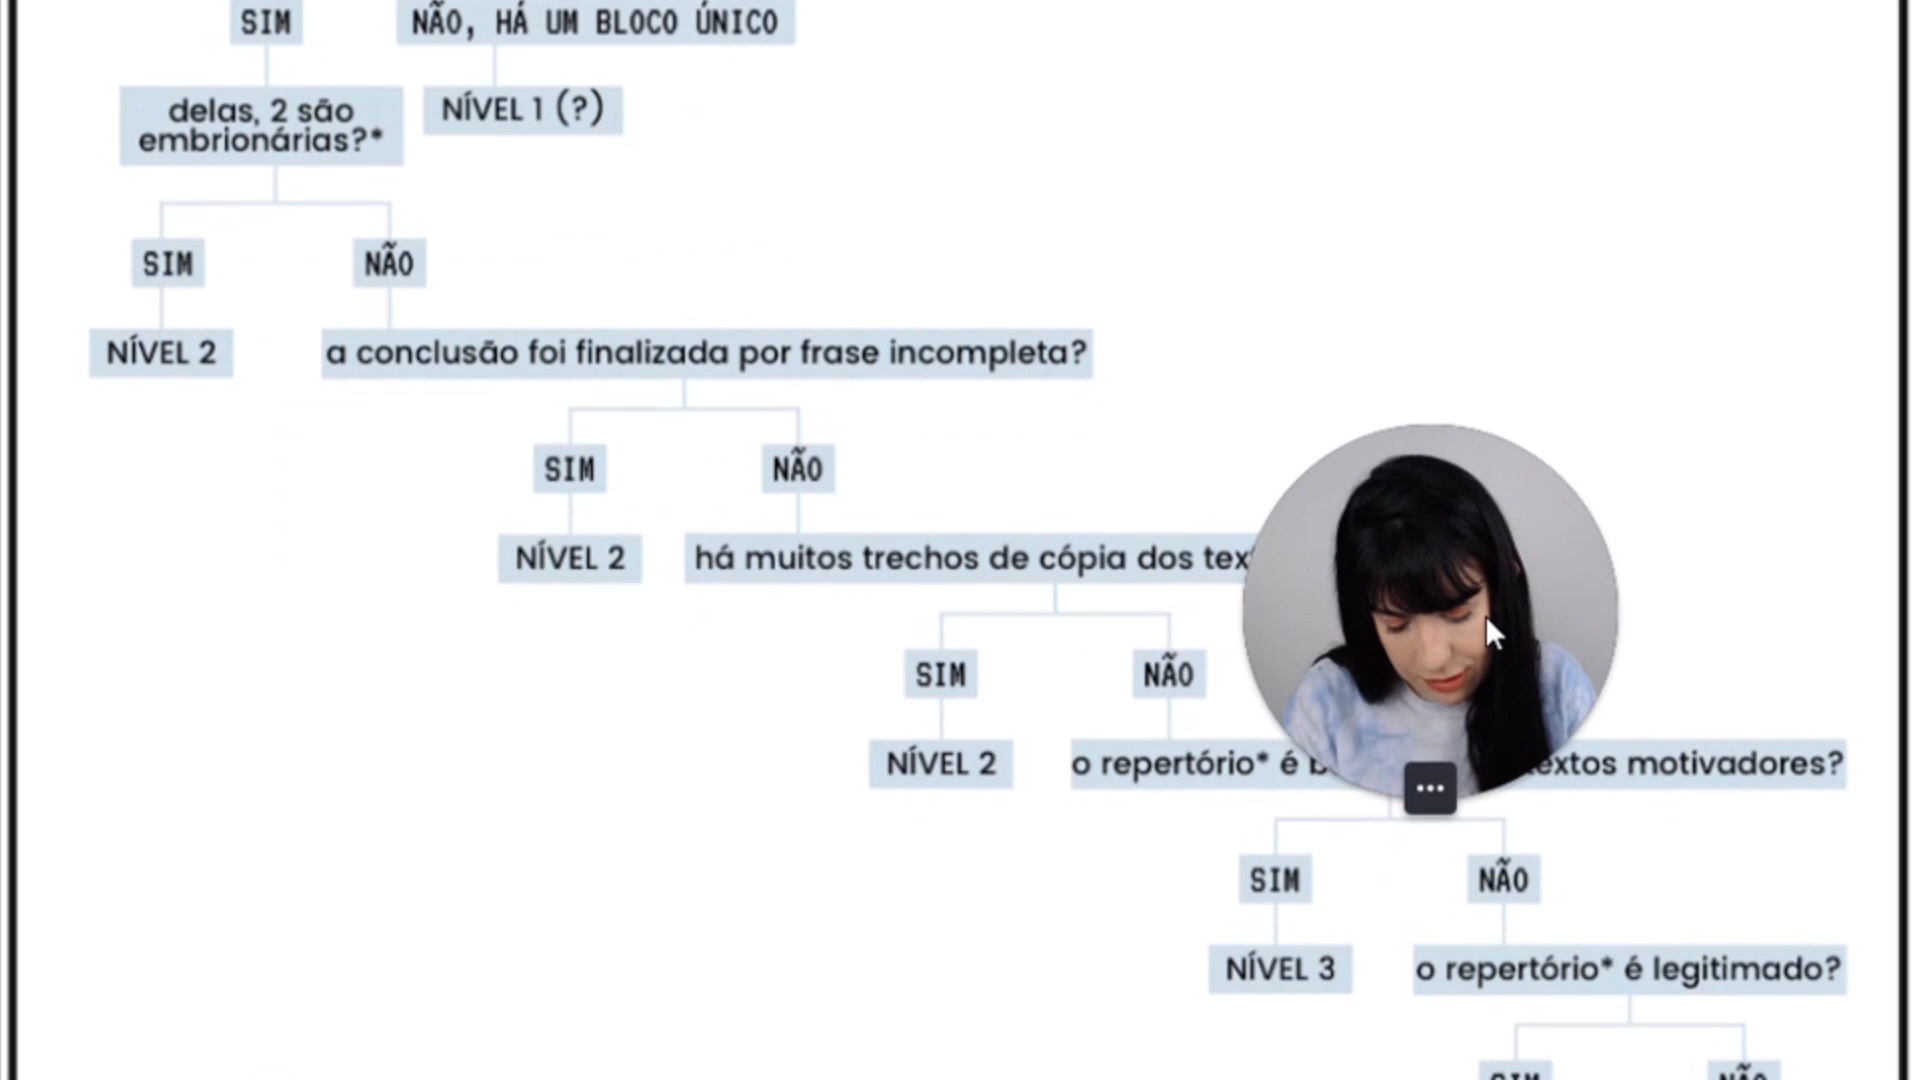 SIM
NÃO, HÁ UM BLOCO ÚNICO
delas, 2 são
embrionárias?*
NÍVEL 1 (?)
SIM
NÃO
NÍVEL 2
a conclusão foi finalizada por frase incompleta?
SIM
NÃO
NÍVEL 2
há muitos trechos de cópia dos
SIM
NÃO
NÍVEL 2
o repertório* é
motivadores?
SIM
NÃO
NÍVEL 3
o repertório* é legitimado?
SIM
NÃO